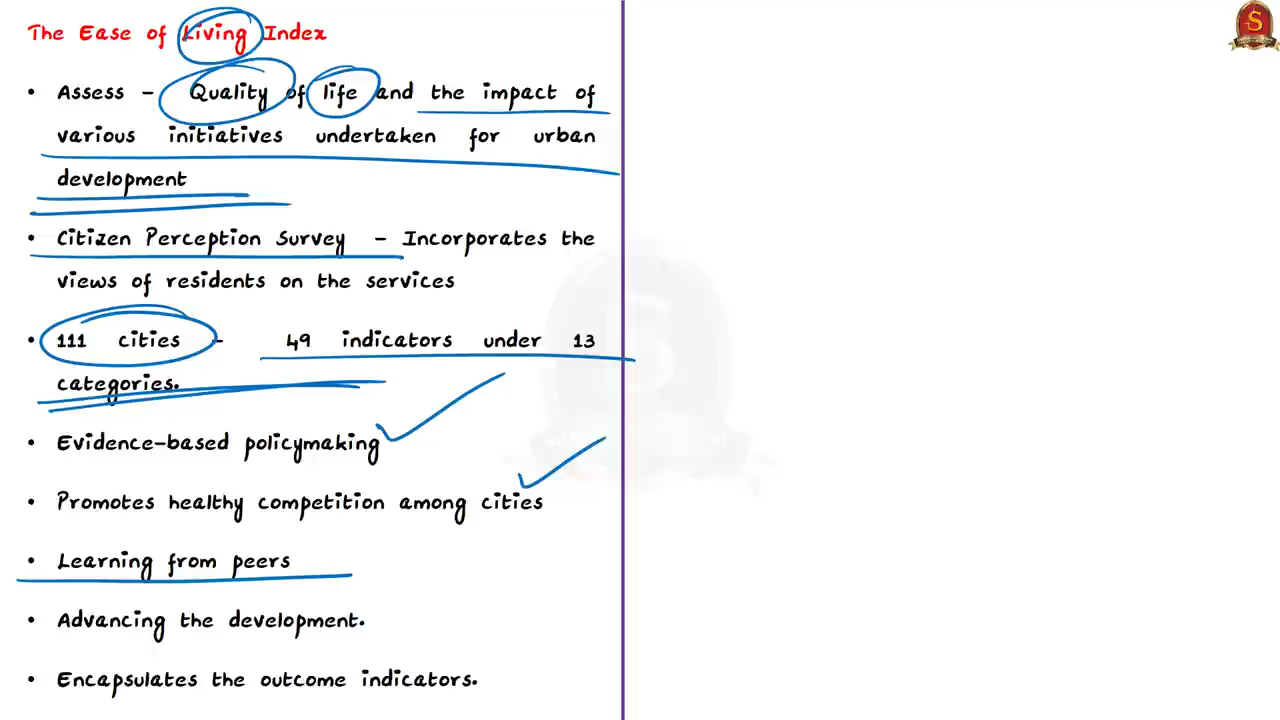 The Ease of Living Index
• Assess – Quality of life and the impact of
various initiatives undertaken for urban
development
• Citizen Perception Survey – Incorporates the
views of residents on the services
• 111 cities – 49 indicators under 13
categories.
• Evidence-based policymaking
• Promotes healthy competition among cities
• Learning from peers
• Advancing the development.
• Encapsulates the outcome indicators.